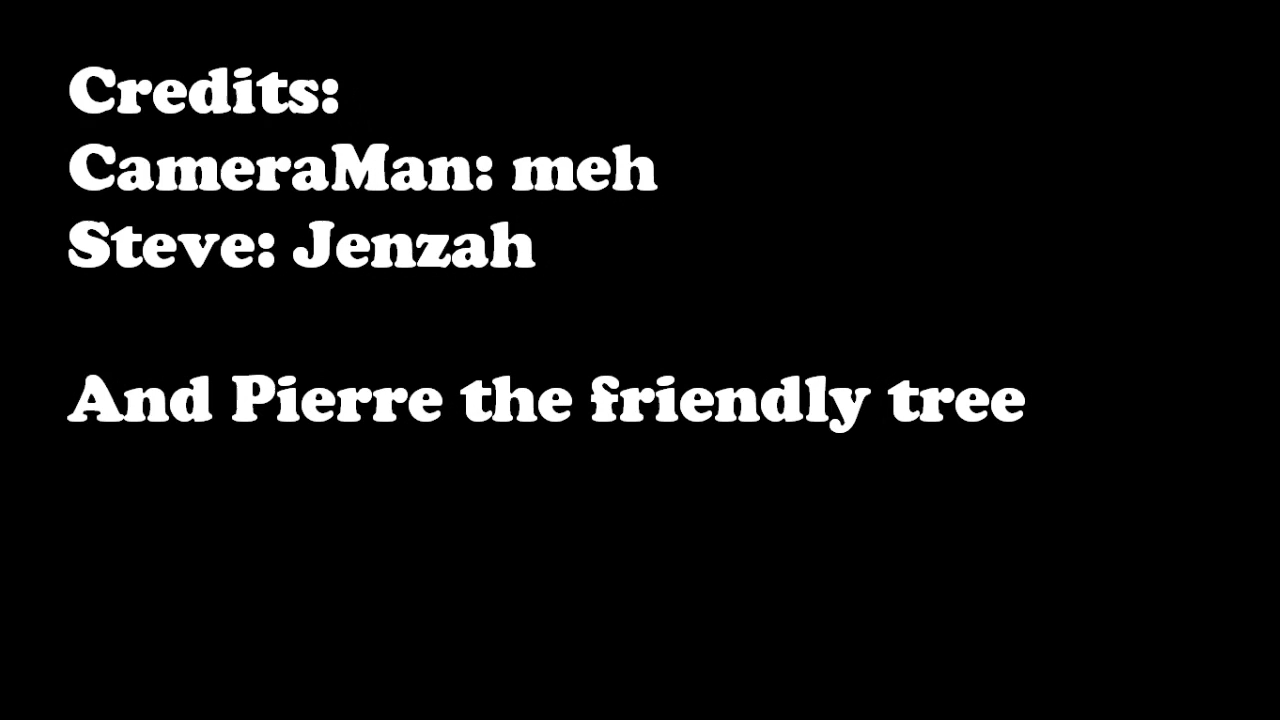 Credits:
CameraMan: meh
Steve: Jenzah
And Pierre the friendly tree